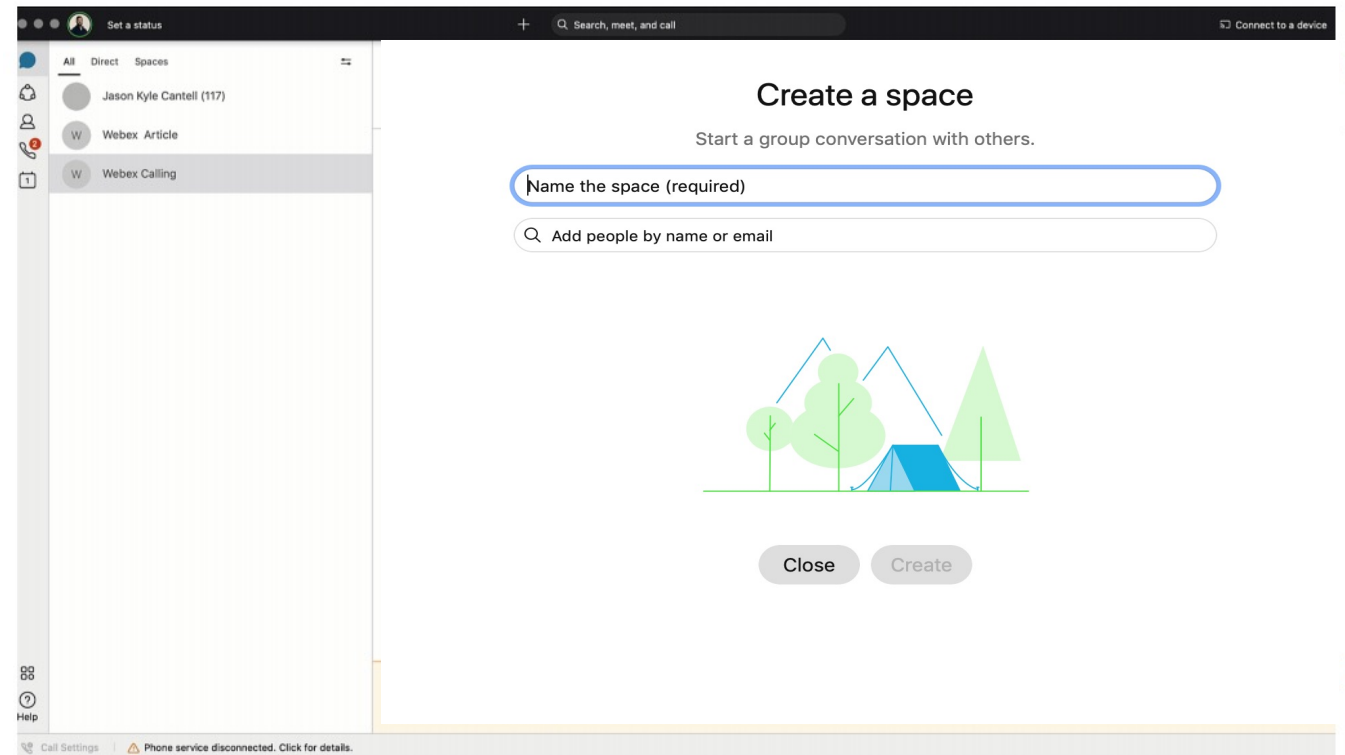 Set a status
Search, meet, and call
Connect to a device
All Direct Spaces
Jason Kyle Cantell (117)
W Webex Article
W Webex Calling
2
1
Help
Create a space
Start a group conversation with others.
Name the space (required)
Add people by name or email
Close Create
Call Settings Phone service disconnected. Click for details.